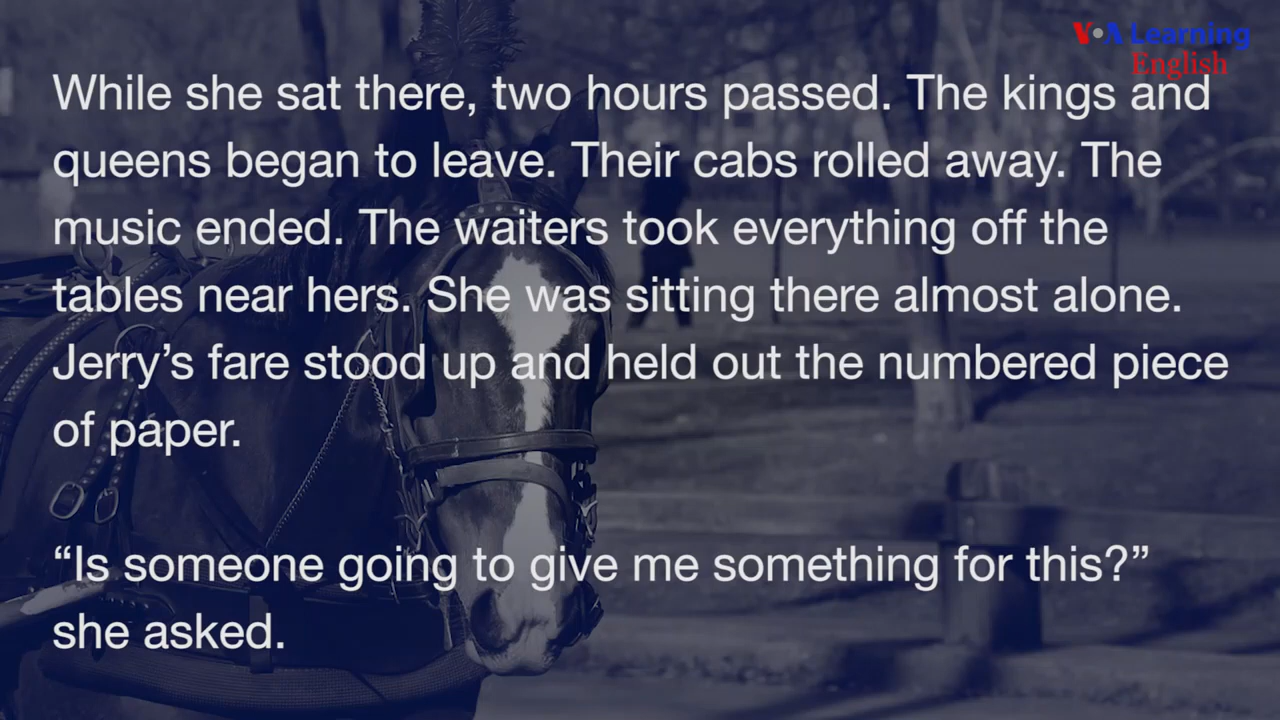 VOA Learning
English
While she sat there, two hours passed. The kings and
queens began to leave. Their cabs rolled away. The
music ended. The waiters took everything off the
tables near hers. She was sitting there almost alone.
Jerry’s fare stood up and held out the numbered piece
of paper.
“Is someone going to give me something for this?”
she asked.